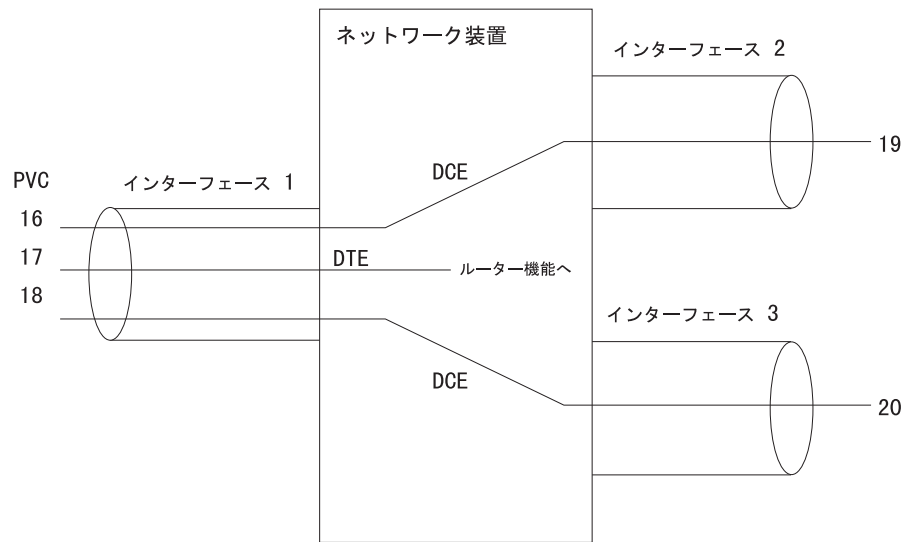 ネットワーク装置
インターフェース 2
19
DCE
PVC
インターフェース 1
16
17
DTE
ルーター機能へ
18
インターフェース 3
DCE
20